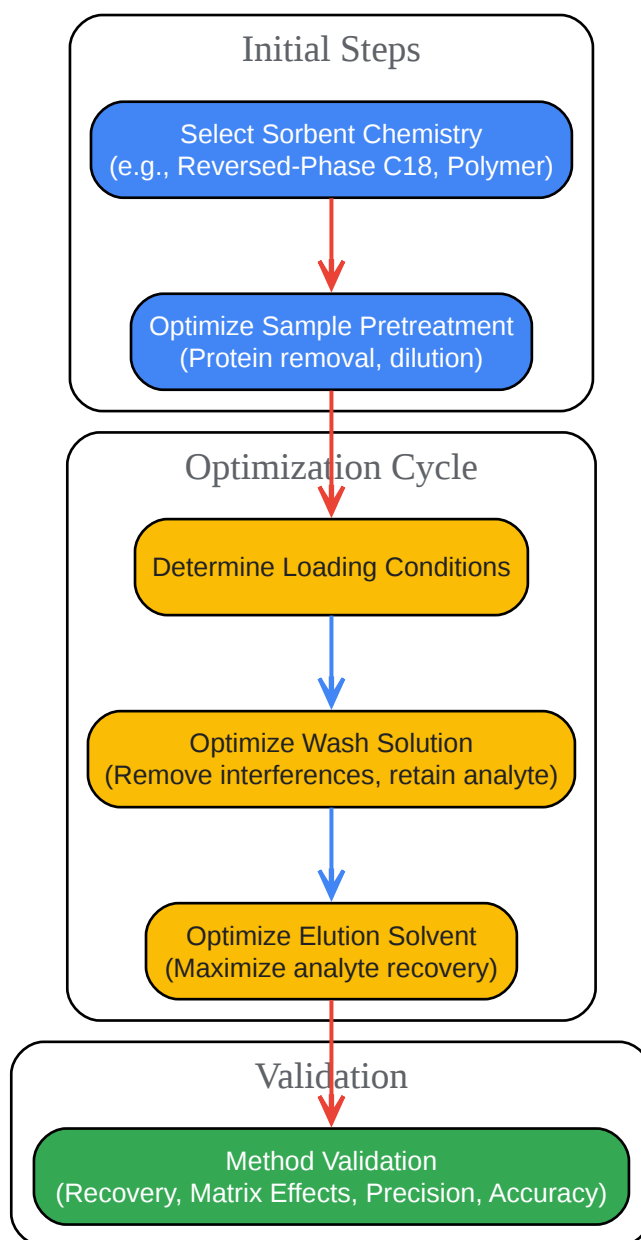 Initial Steps
Select Sorbent Chemistry
(e.g., Reversed-Phase C18, Polymer)
Optimize Sample Pretreatment
(Protein removal, dilution)
Optimization Cycle
Determine Loading Conditions
Optimize Wash Solution
(Remove interferences, retain analyte)
Optimize Elution Solvent
(Maximize analyte recovery)
Validation
Method Validation
(Recovery, Matrix Effects, Precision, Accuracy)